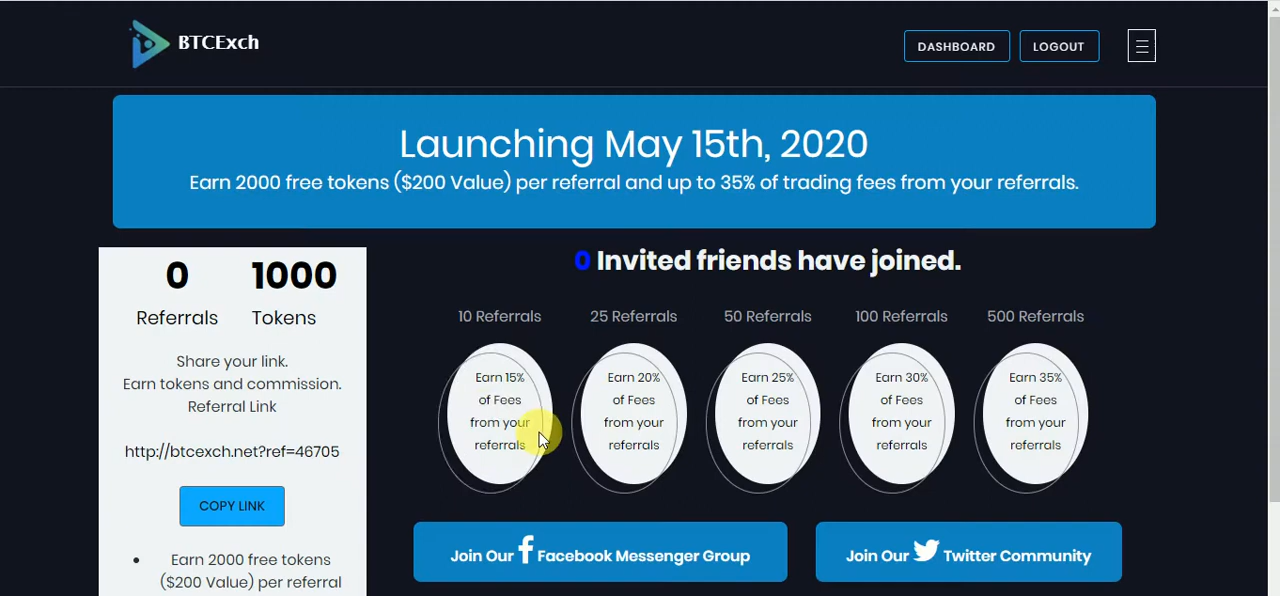 BTCExch
DASHBOARD
LOGOUT
Launching May 15th, 2020
Earn 2000 free tokens ($200 Value) per referral and up to 35% of trading fees from your referrals.
0 1000
Referrals Tokens
Share your link.
Earn tokens and commission.
Referral Link
http://btcexch.net?ref=46705
COPY LINK
• Earn 2000 free tokens
($200 Value) per referral
0 Invited friends have joined.
10 Referrals
Earn 15%
of Fees
from your
referrals
25 Referrals
Earn 20%
of Fees
from your
referrals
50 Referrals
Earn 25%
of Fees
from your
referrals
100 Referrals
Earn 30%
of Fees
from your
referrals
500 Referrals
Earn 35%
of Fees
from your
referrals
Join Our Facebook Messenger Group
Join Our Twitter Community